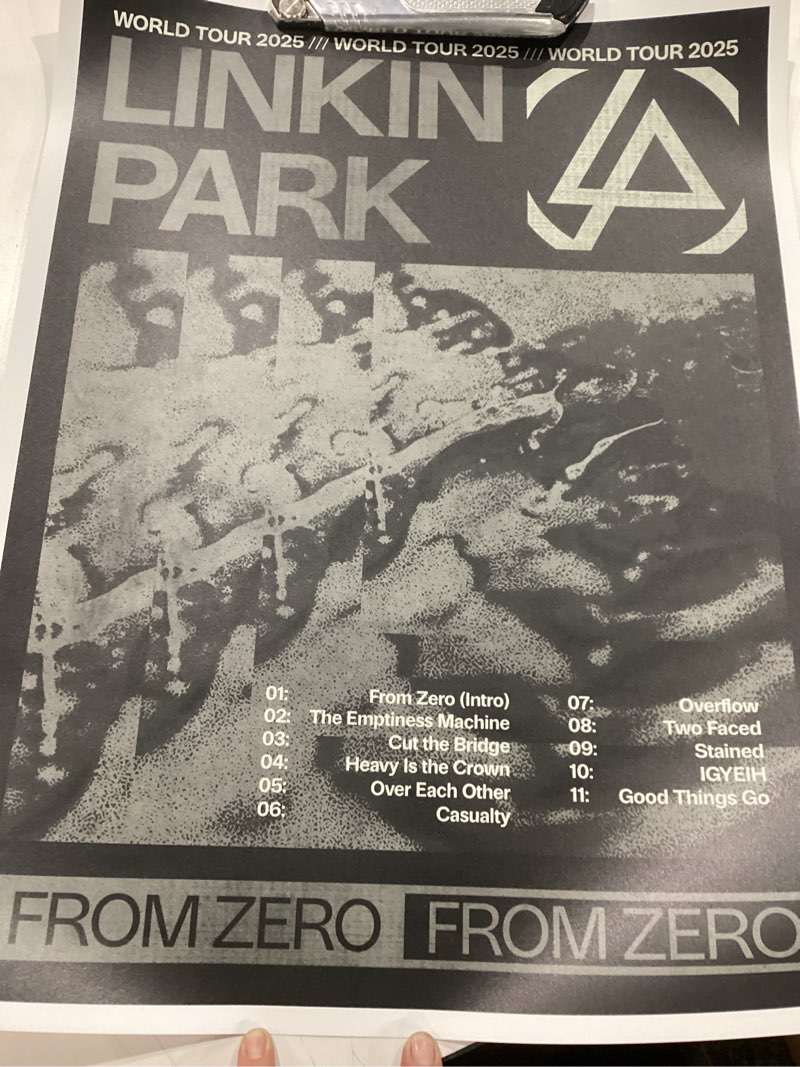 WORLD TOUR 2025 /// WORLD TOUR 2025 /// WORLD TOUR 2025
LINKIN
PARK
01: From Zero (Intro)
02: The Emptiness Machine
03: Cut the Bridge
04: Heavy Is the Crown
05: Over Each Other
06: Casualty
07: Overflow
08: Two Faced
09: Stained
10: IGYEIH
11: Good Things Go
FROM ZERO FROM ZERO